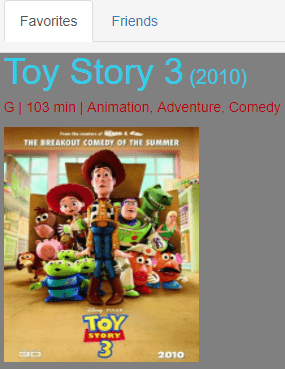 Favorites
Friends
Toy Story 3 (2010)
G | 103 min | Animation, Adventure, Comedy
From the creators of
THE BREAKOUT COMEDY OF THE SUMMER
Disney · PIXAR
TOY
STORY
3
2010